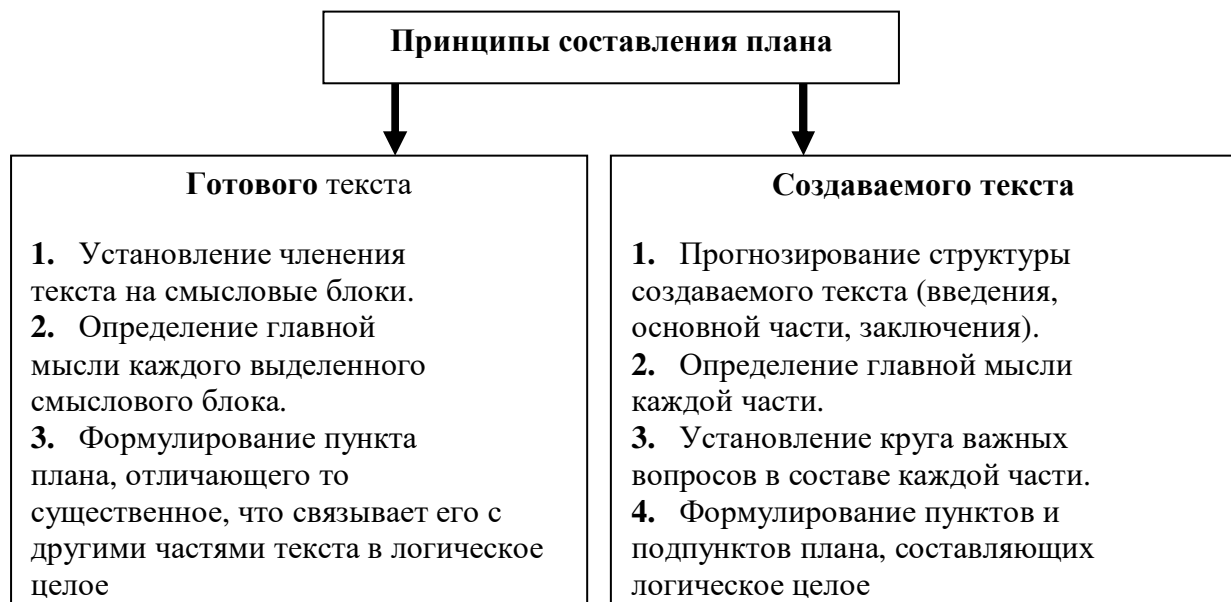 Принципы составления плана
Готового текста
1. Установление членения
текста на смысловые блоки.
2. Определение главной
мысли каждого выделенного
смыслового блока.
3. Формулирование пункта
плана, отличающего то
существенное, что связывает его с
другими частями текста в логическое
целое
Создаваемого текста
1. Прогнозирование структуры
создаваемого текста (введения,
основной части, заключения).
2. Определение главной мысли
каждой части.
3. Установление круга важных
вопросов в составе каждой части.
4. Формулирование пунктов и
подпунктов плана, составляющих
логическое целое